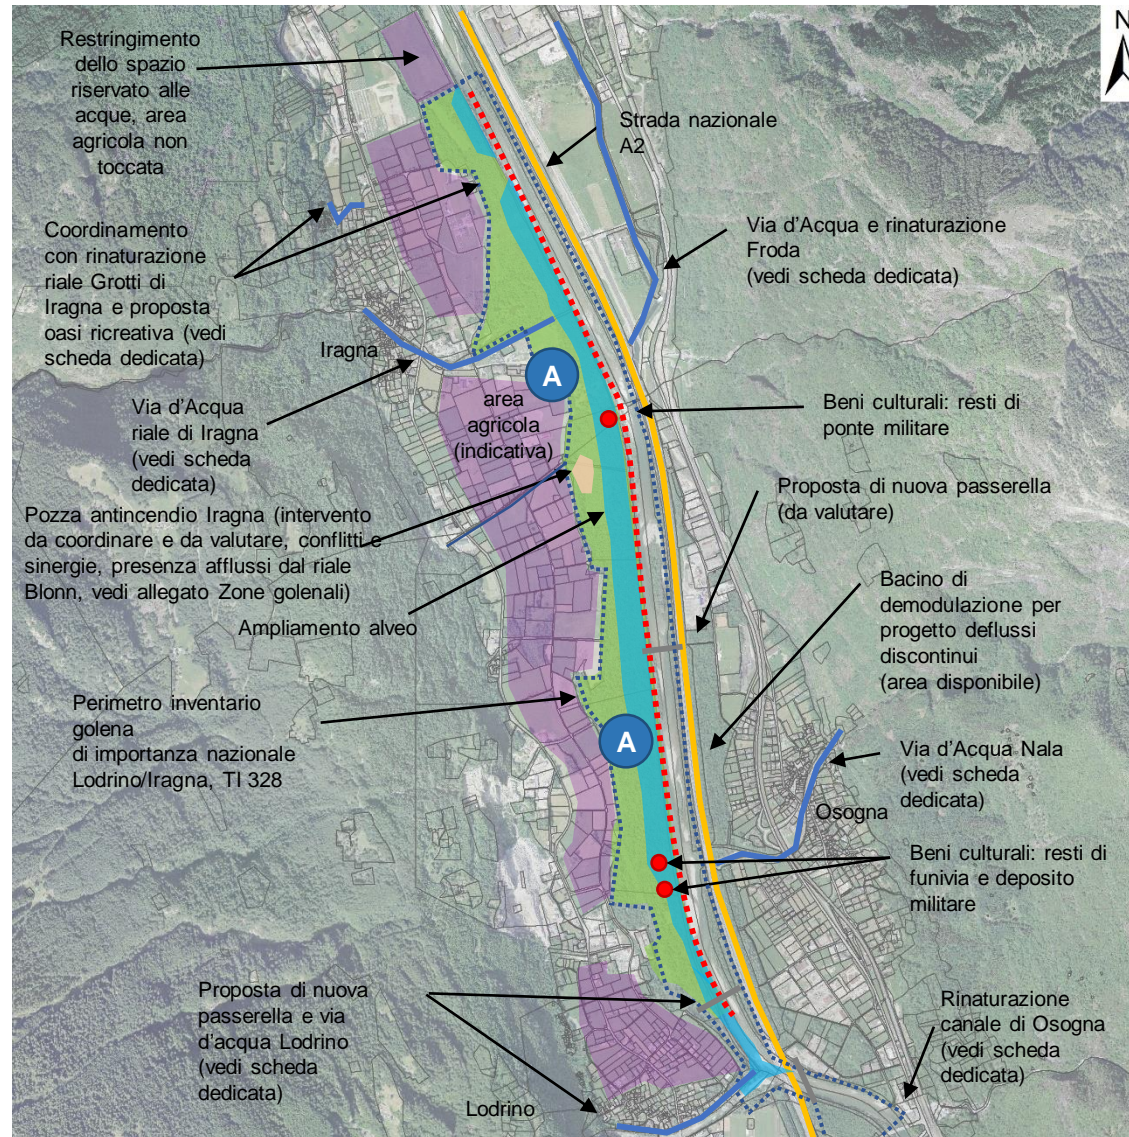 Restringimento
dello spazio
riservato alle
acque, area
agricola non
toccata
N
Strada nazionale
A2
Coordinamento
con rinaturazione
riale Grotti di
Iragna e proposta
oasi ricreativa (vedi
scheda dedicata)
Via d'Acqua e rinaturazione
Froda
(vedi scheda dedicata)
Iragna
A
area
agricola
(indicativa)
Via d'Acqua
riale di Iragna
(vedi scheda
dedicata)
Beni culturali: resti di
ponte militare
Pozza antincendio Iragna (intervento
da coordinare e da valutare, conflitti e
sinergie, presenza afflussi dal riale
Blonn, vedi allegato Zone golenali)
Proposta di nuova passerella
(da valutare)
Ampliamento alveo
Bacino di
demodulazione per
progetto deflussi
discontinui
(area disponibile)
Perimetro inventario
golena
di importanza nazionale
Lodrino/Iragna, TI 328
A
Via d'Acqua Nala
(vedi scheda
dedicata)
Osogna
Beni culturali: resti di
funivia e deposito
militare
Proposta di nuova
passerella e via
d'acqua Lodrino
(vedi scheda
dedicata)
Rinaturazione
canale di Osogna
(vedi scheda
dedicata)
Lodrino